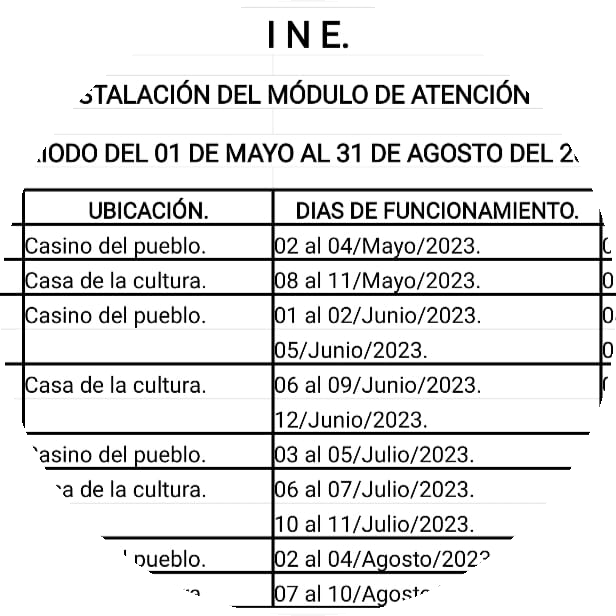 I N E.
DEL MÓDULO DE ATENCIÓN
DEL 01 DE MAYO AL 31 DE AGOSTO DEL
UBICACIÓN. DIAS DE FUNCIONAMIENTO.
Casino del pueblo. 02 al 04/Mayo/2023.
Casa de la cultura. 08 al 11/Mayo/2023.
Casino del pueblo. 01 al 02/Junio/2023.
05/Junio/2023.
Casa de la cultura. 06 al 09/Junio/2023.
12/Junio/2023.
Casino del pueblo. 03 al 05/Julio/2023.
de la cultura. 06 al 07/Julio/2023.
10 al 11/Julio/2023.
pueblo. 02 al 04/Agosto/2023
07 al 10/Agosto